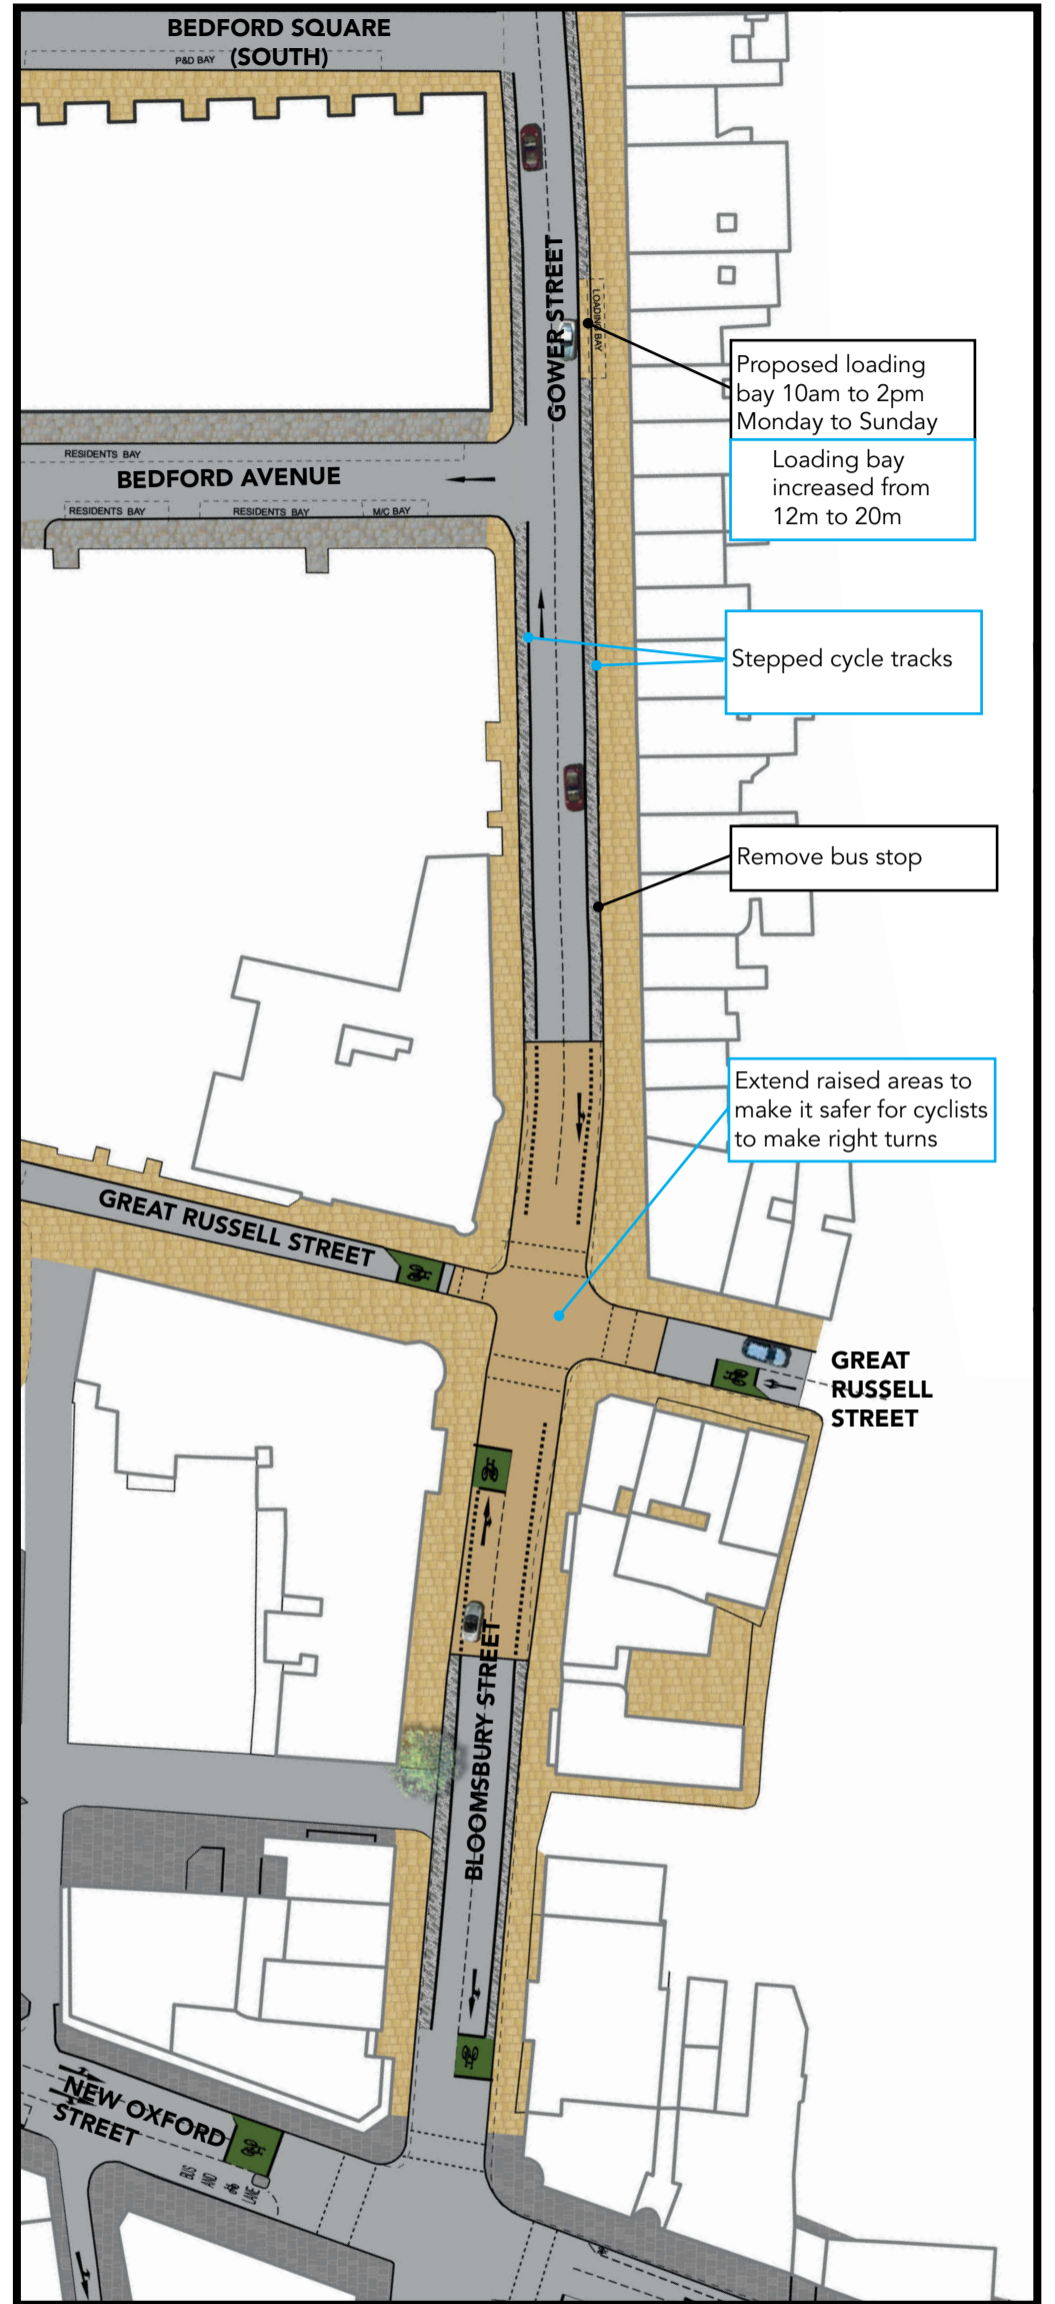 BEDFORD SQUARE
(SOUTH)
P&D BAY
GOWER STREET
LOADING BAY
Proposed loading
bay 10am to 2pm
Monday to Sunday
Loading bay
increased from
12m to 20m
RESIDENTS BAY
BEDFORD AVENUE
RESIDENTS BAY
RESIDENTS BAY
M/C BAY
Stepped cycle tracks
Remove bus stop
Extend raised areas to
make it safer for cyclists
to make right turns
GREAT RUSSELL STREET
GREAT
RUSSELL
STREET
BLOOMSBURY STREET
NEW OXFORD
STREET
BUS
AND
LANE